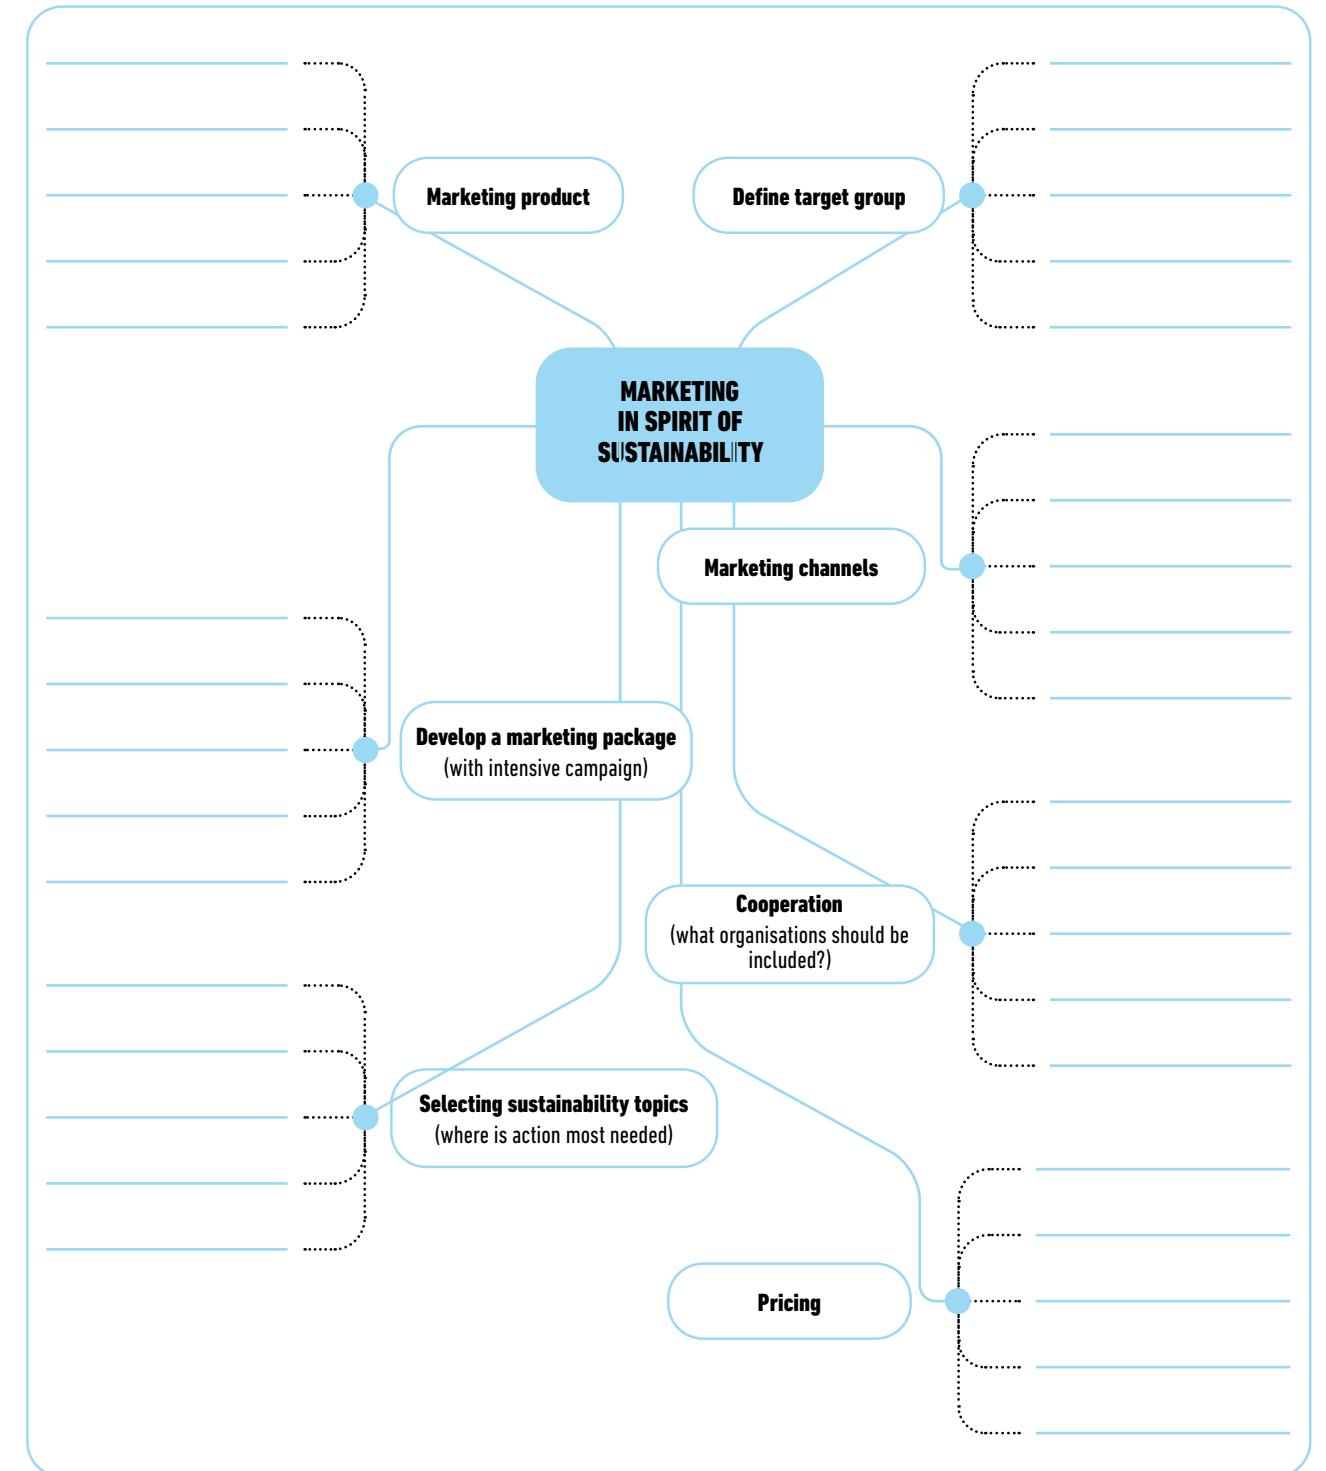 Marketing product
Define target group
MARKETING
IN SPIRIT OF
SUSTAINABILITY
Marketing channels
Develop a marketing package
(with intensive campaign)
Cooperation
(what organisations should be
included?)
Selecting sustainability topics
(where is action most needed)
Pricing